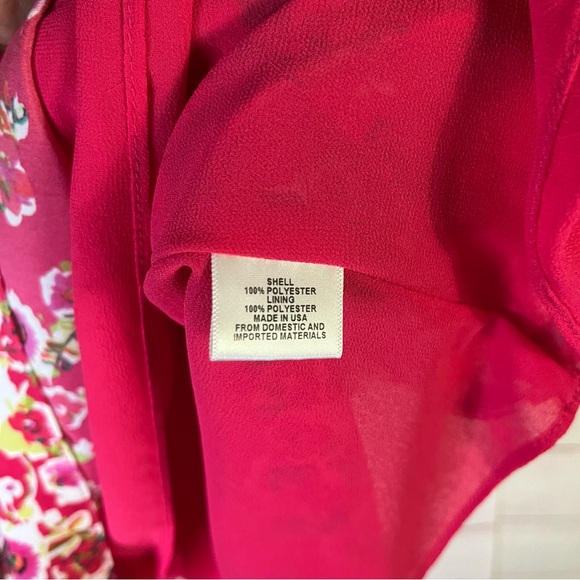 SHELL
100% POLYESTER
LINING
100% POLYESTER
MADE IN USA
FROM DOMESTIC AND
IMPORTED MATERIALS